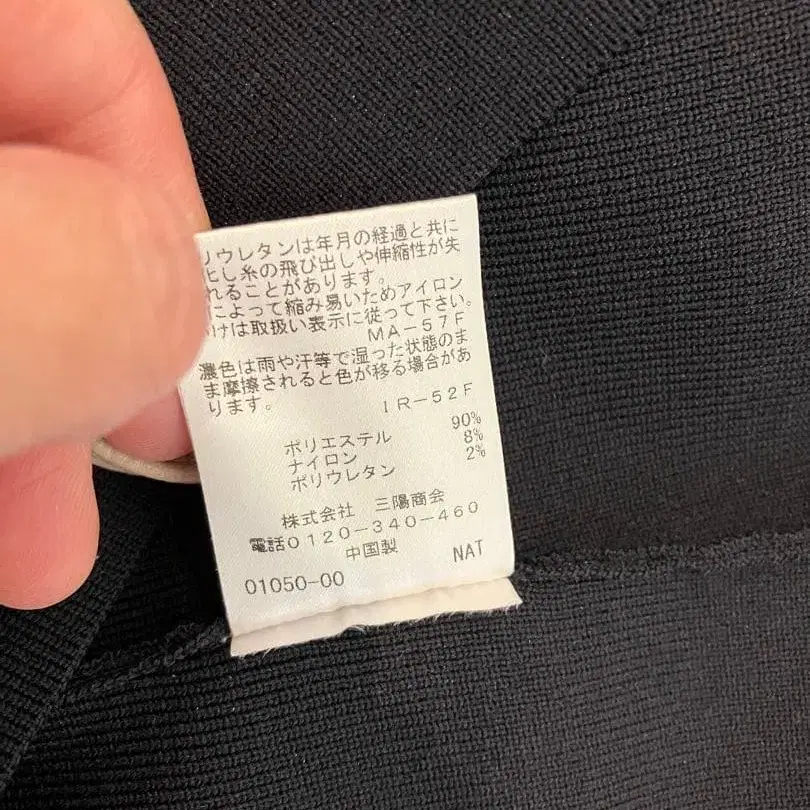 リウレタンは年月の経過と共に
化し糸の飛び出しや伸縮性が失
れることがあります。
によって縮み易いためアイロン
けは取扱い表示に従って下さい。
MA-57F
濃色は雨や汗等で湿った状態のま
ま摩擦されると色が移る場合があ
ります。
IR-52F
ポリエステル 90%
ナイロン 8%
ポリウレタン 2%
株式会社 三陽商会
電話0120-340-460
中国製
01050-00 NAT